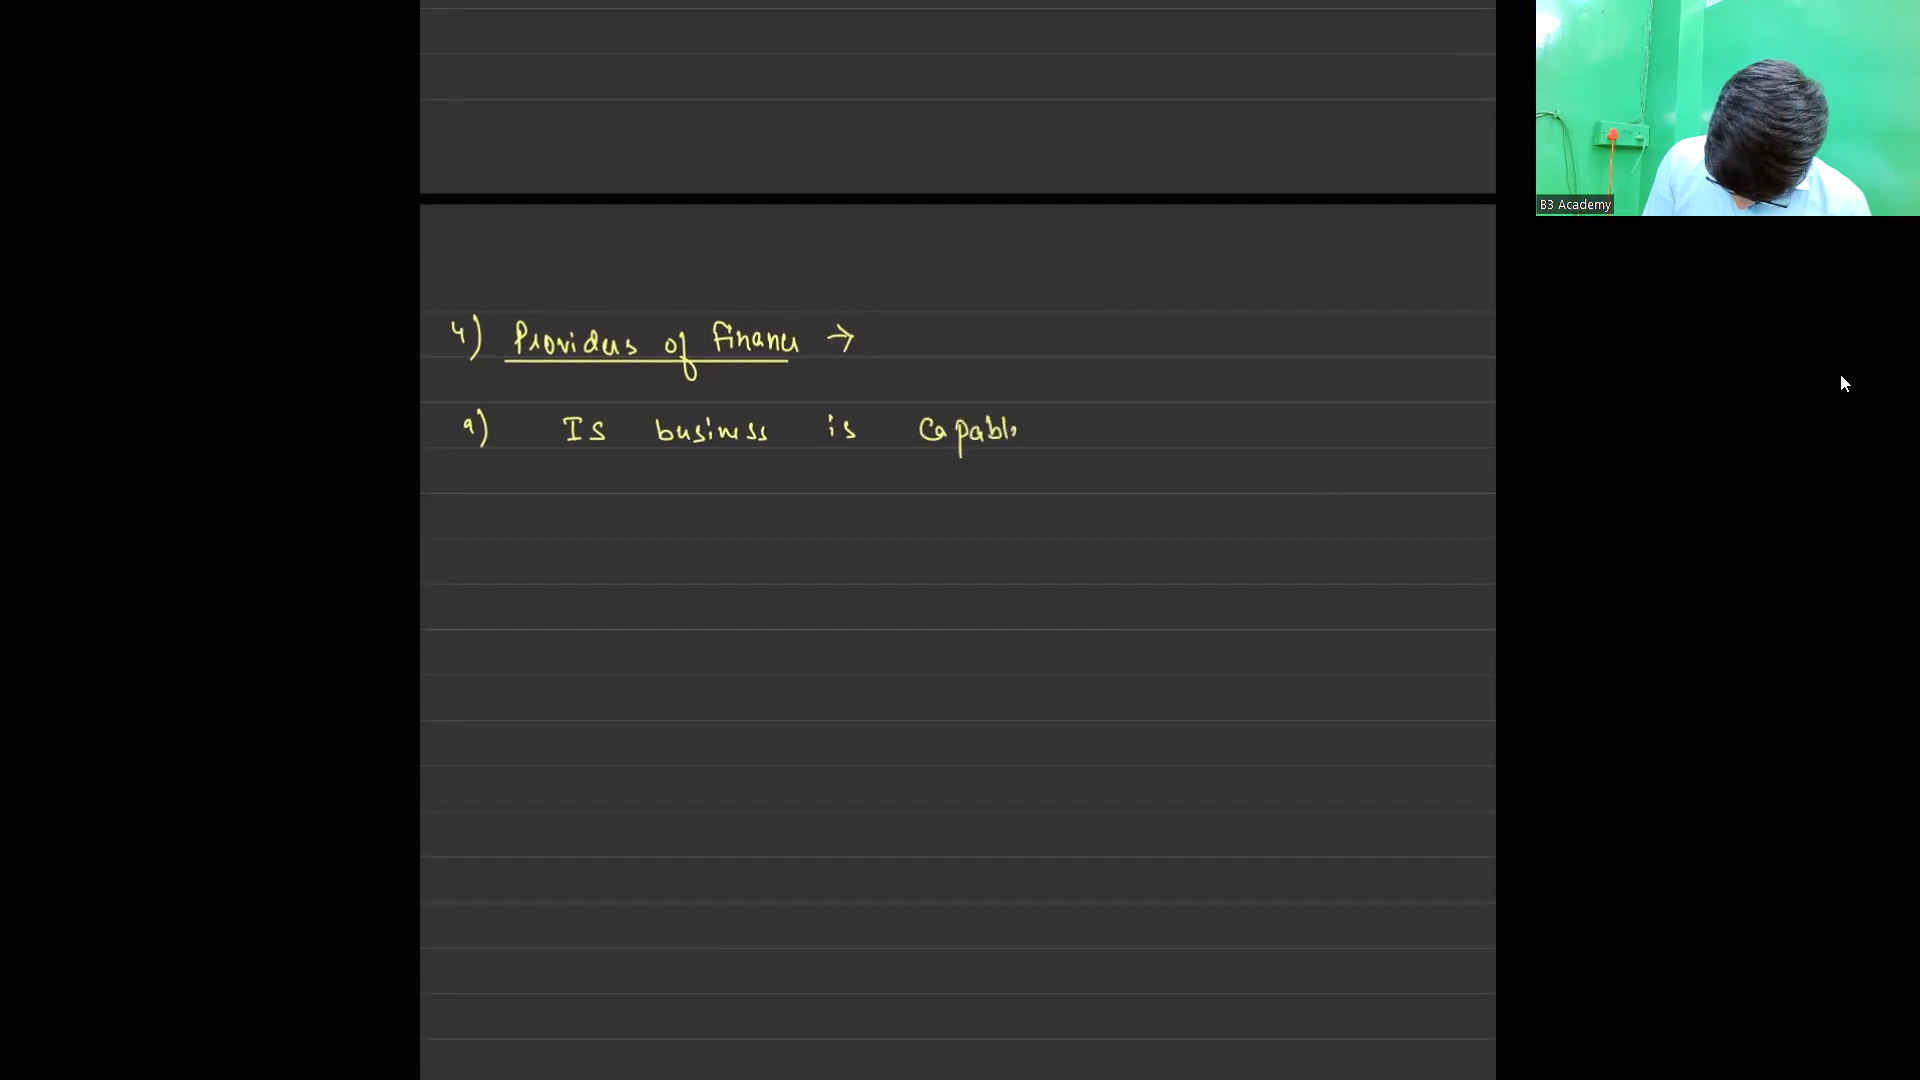 B3 Academy
4) Providers of finance →
a) Is business is capable